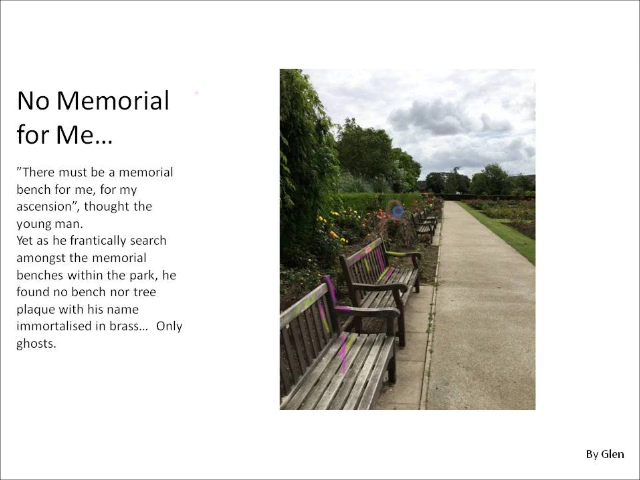 No Memorial
for Me…
"There must be a memorial
bench for me, for my
ascension", thought the
young man.
Yet as he frantically search
amongst the memorial
benches within the park, he
found no bench nor tree
plaque with his name
immortalised in brass… Only
ghosts.
By Glen